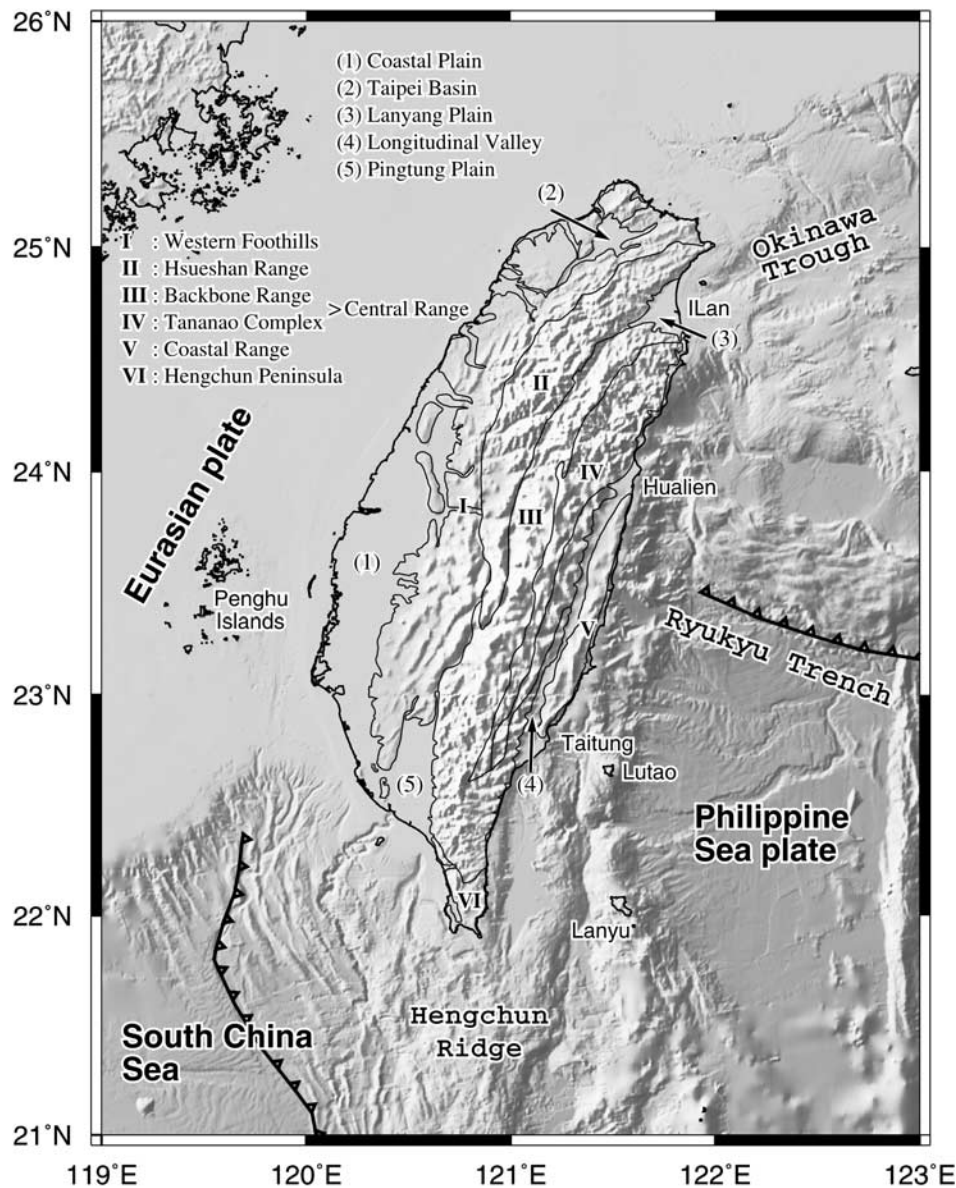 26°N
(1) Coastal Plain
(2) Taipei Basin
(3) Lanyang Plain
(4) Longitudinal Valley
(5) Pingtung Plain
(2)
25°N
Okinawa
Trough
I : Western Foothills
II : Hsueshan Range
III : Backbone Range
IV : Tananao Complex
>Central Range
V : Coastal Range
VI : Hengchun Peninsula
ILan
(3)
II
24°N
Eurasian plate
IV
Hualien
I
III
(1)
Penghu
Islands
V
Ryukyu Trench
23°N
Taitung
Lutao
(5)
(4)
Philippine
Sea plate
VI
22°N
Lanyu
Hengchun
Ridge
South China
Sea
21°N
119°E
120°E
121°E
122°E
123°E